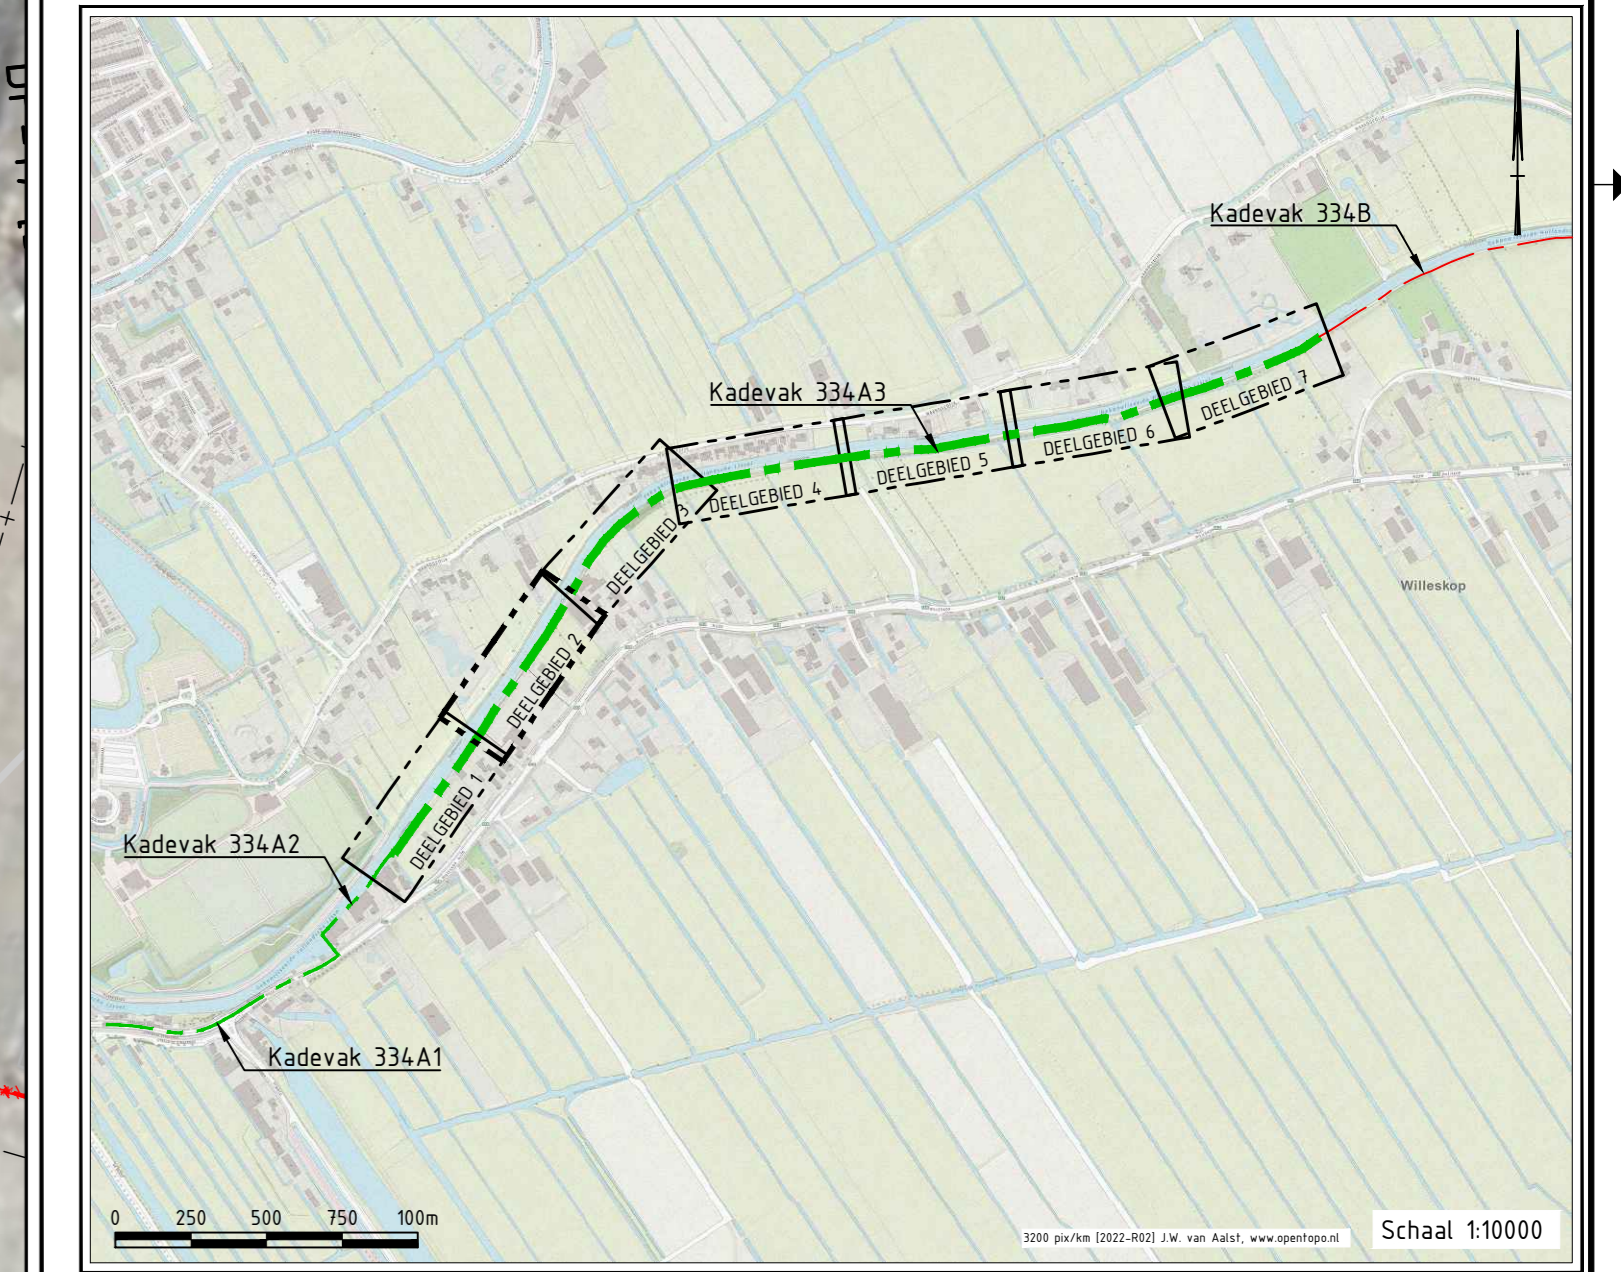 Kadevak 334B
Kadevak 334A3
DEELGEBIED 7
DEELGEBIED 6
DEELGEBIED 5
DEELGEBIED 4
DEELGEBIED 3
Willeskop
DEELGEBIED 2
DEELGEBIED 1
Kadevak 334A2
Kadevak 334A1
0 250 500 750 100m
3200 pix/km [2022-R02] J.W. van Aalst, www.opentopo.nl
Schaal 1:10000